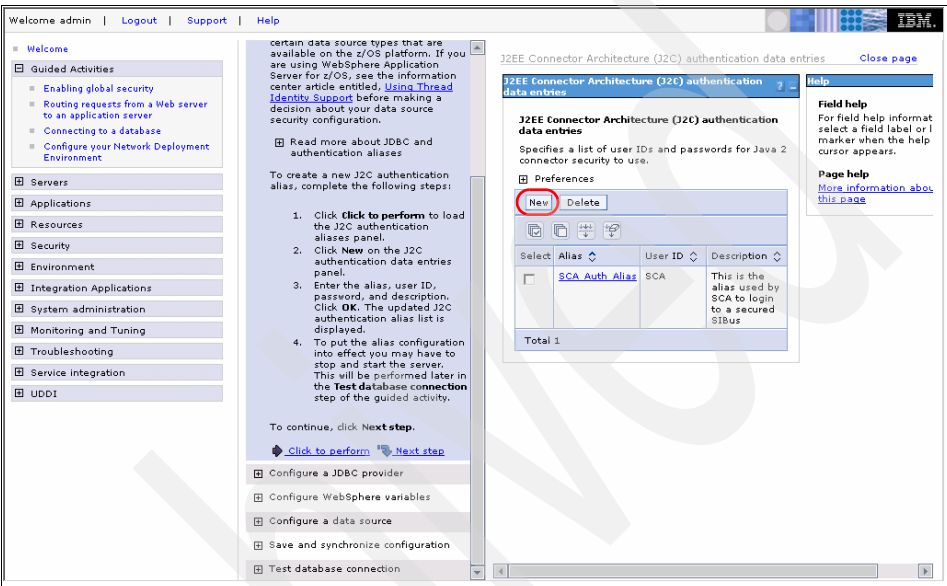 Welcome admin | Logout | Support | Help
IBM.
Welcome
Guided Activities
Enabling global security
Routing requests from a Web server
to an application server
Connecting to a database
Configure your Network Deployment
Environment
Servers
Applications
Resources
Security
Environment
Integration Applications
System administration
Monitoring and Tuning
Troubleshooting
Service integration
UDDI
certain data source types that are
available on the z/OS platform. If you
are using WebSphere Application
Server for z/OS, see the information
center article entitled, Using Thread
Identity Support before making a
decision about your data source
security configuration.
Read more about JDBC and
authentication aliases
To create a new J2C authentication
alias, complete the following steps:
1. Click Click to perform to load
the J2C authentication
aliases panel.
2. Click New on the J2C
authentication data entries
panel.
3. Enter the alias, user ID,
password, and description.
Click OK. The updated J2C
authentication alias list is
displayed.
4. To put the alias configuration
into effect you may have to
stop and start the server.
This will be performed later in
the Test database connection
step of the guided activity.
To continue, click Next step.
Click to perform Next step
Configure a JDBC provider
Configure WebSphere variables
Configure a data source
Save and synchronize configuration
Test database connection
J2EE Connector Architecture (J2C) authentication data entries Close page
J2EE Connector Architecture (J2C) authentication
data entries
? –
J2EE Connector Architecture (J2C) authentication
data entries
Specifies a list of user IDs and passwords for Java 2
connector security to use.
Preferences
New Delete
Select Alias User ID Description
SCA Auth Alias SCA This is the
alias used by
SCA to login
to a secured
SIBus
Total 1
Help
Field help
For field help informat
select a field label or l
marker when the help
cursor appears.
Page help
More information abou
this page